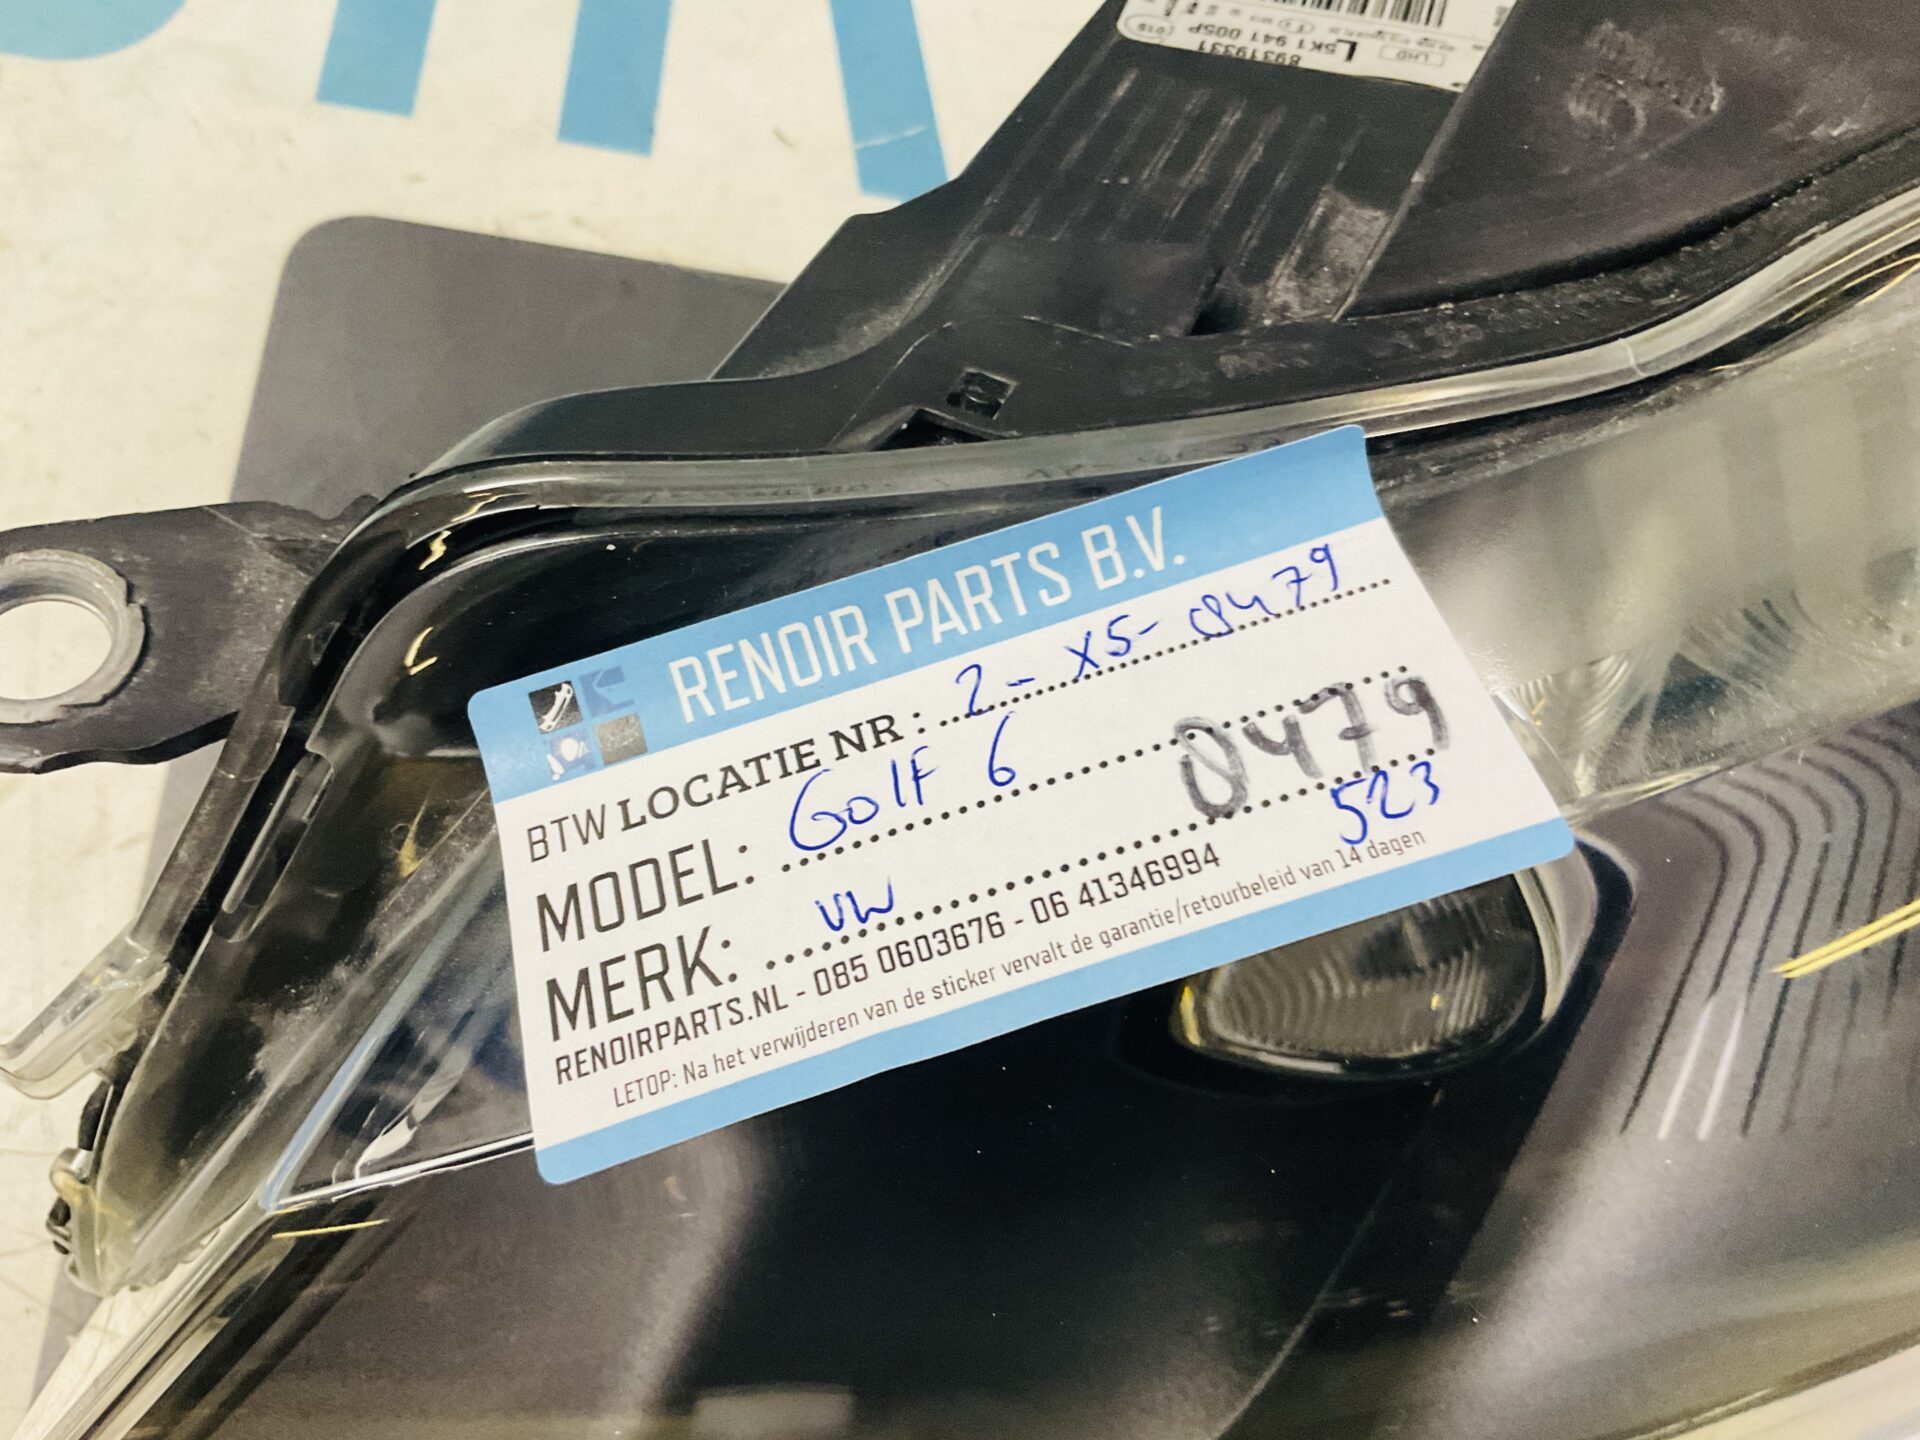 89319331
L5K1 941 005P
LHD
RENOIR PARTS B.V.
BTW LOCATIE NR : 2 - X5 - 0479
MODEL: Golf 6
0479
MERK: VW
523
RENOIRPARTS.NL - 085 0603676 - 06 41346994
LETOP: Na het verwijderen van de sticker vervalt de garantie/retourbeleid van 14 dagen